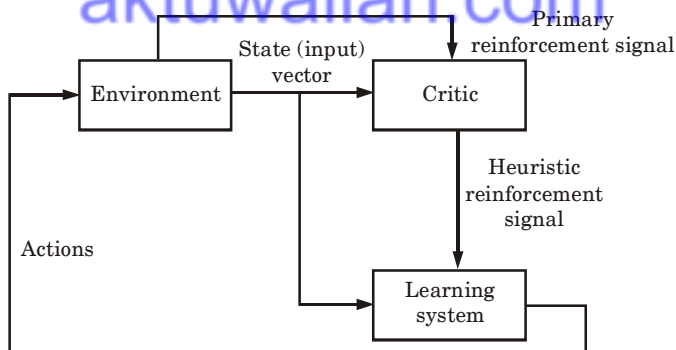 aktuwallah.com
Primary
reinforcement signal
State (input)
vector
Environment
Critic
Heuristic
reinforcement
signal
Actions
Learning
system